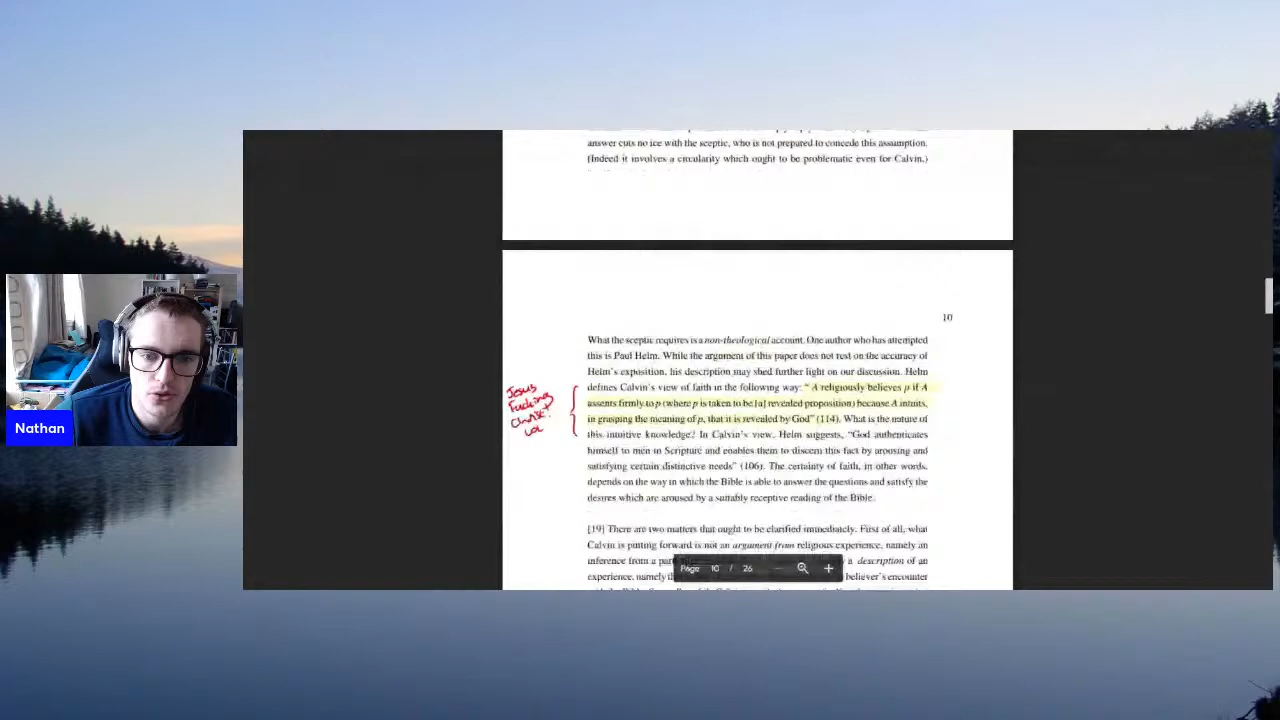 answer cuts no ice with the sceptic, who is not prepared to concede this assumption.
(Indeed it involves a circularity which ought to be problematic even for Calvin.)
10
What the sceptic requires is a non-theological account. One author who has attempted
this is Paul Helm. While the argument of this paper does not rest on the accuracy of
Helm's exposition, his description may shed further light on our discussion. Helm
defines Calvin's view of faith in the following way: "A religiously believes p if A
assents firmly to p (where p is taken to be [a] revealed proposition) because A intuits,
in grasping the meaning of p, that it is revealed by God" (114). What is the nature of
this intuitive knowledge? In Calvin's view, Helm suggests, "God authenticates
himself to men in Scripture and enables them to discern this fact by arousing and
satisfying certain distinctive needs" (106). The certainty of faith, in other words,
depends on the way in which the Bible is able to answer the questions and satisfy the
desires which are aroused by a suitably receptive reading of the Bible.
Jesus
Fucking
Christ.
[19] There are two matters that ought to be clarified immediately. First of all, what
Calvin is putting forward is not an argument from religious experience, namely an
inference from a a description of an
experience, namely believer's encounter
Page 10 / 26
Nathan